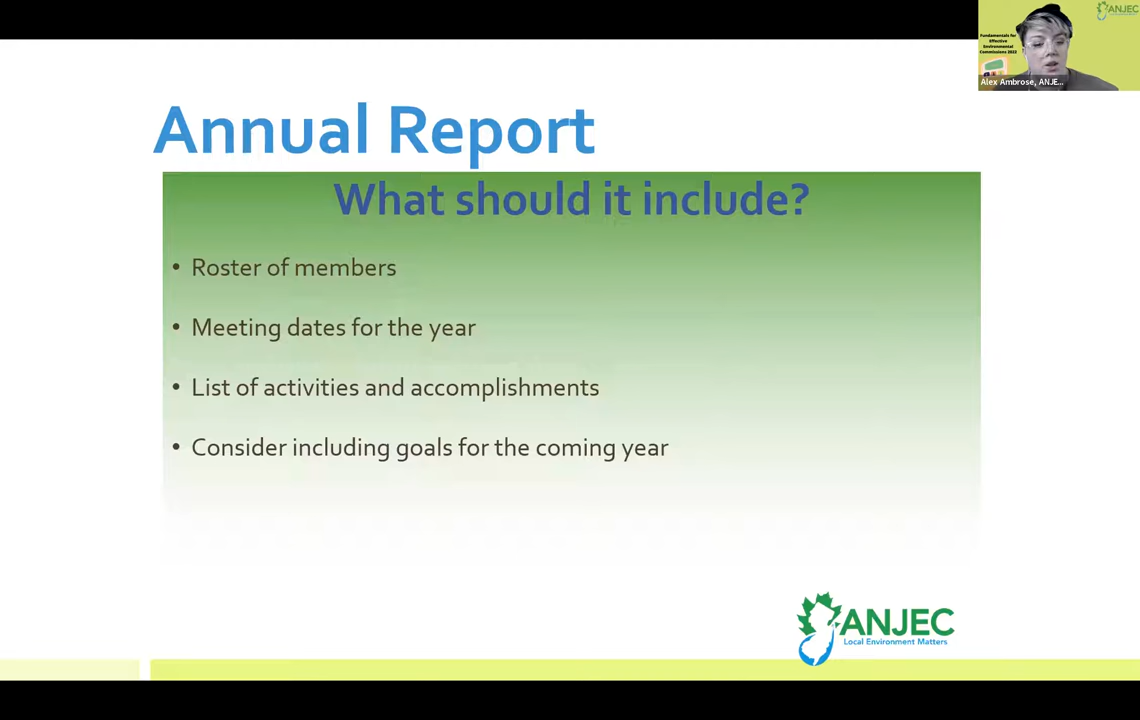 ANJEC
Fundamentals for
Effective
Environmental
Commissions 2022
Alex Ambrose, ANJE...
Annual Report
What should it include?
• Roster of members
• Meeting dates for the year
• List of activities and accomplishments
• Consider including goals for the coming year
ANJEC
Local Environment Matters